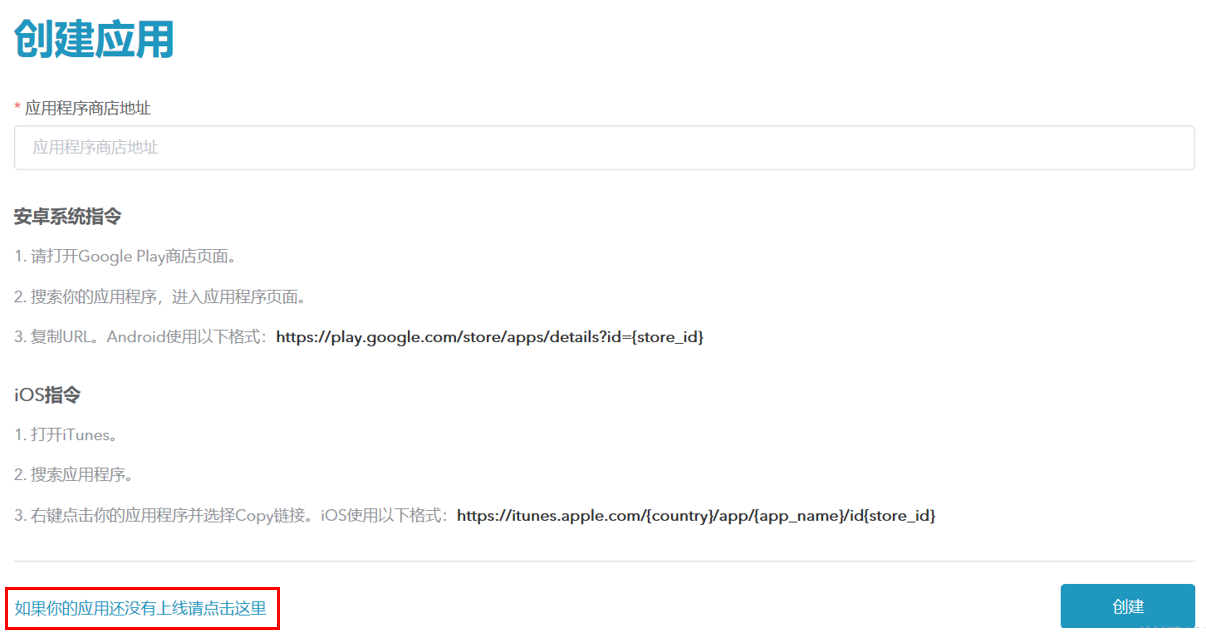 创建应用
* 应用程序商店地址
应用程序商店地址
安卓系统指令
1. 请打开Google Play商店页面。
2. 搜索你的应用程序，进入应用程序页面。
3. 复制URL。Android使用以下格式：https://play.google.com/store/apps/details?id={store_id}
iOS指令
1. 打开iTunes。
2. 搜索应用程序。
3. 右键点击你的应用程序并选择Copy链接。iOS使用以下格式：https://itunes.apple.com/{country}/app/{app_name}/id{store_id}
如果你的应用还没有上线请点击这里
创建